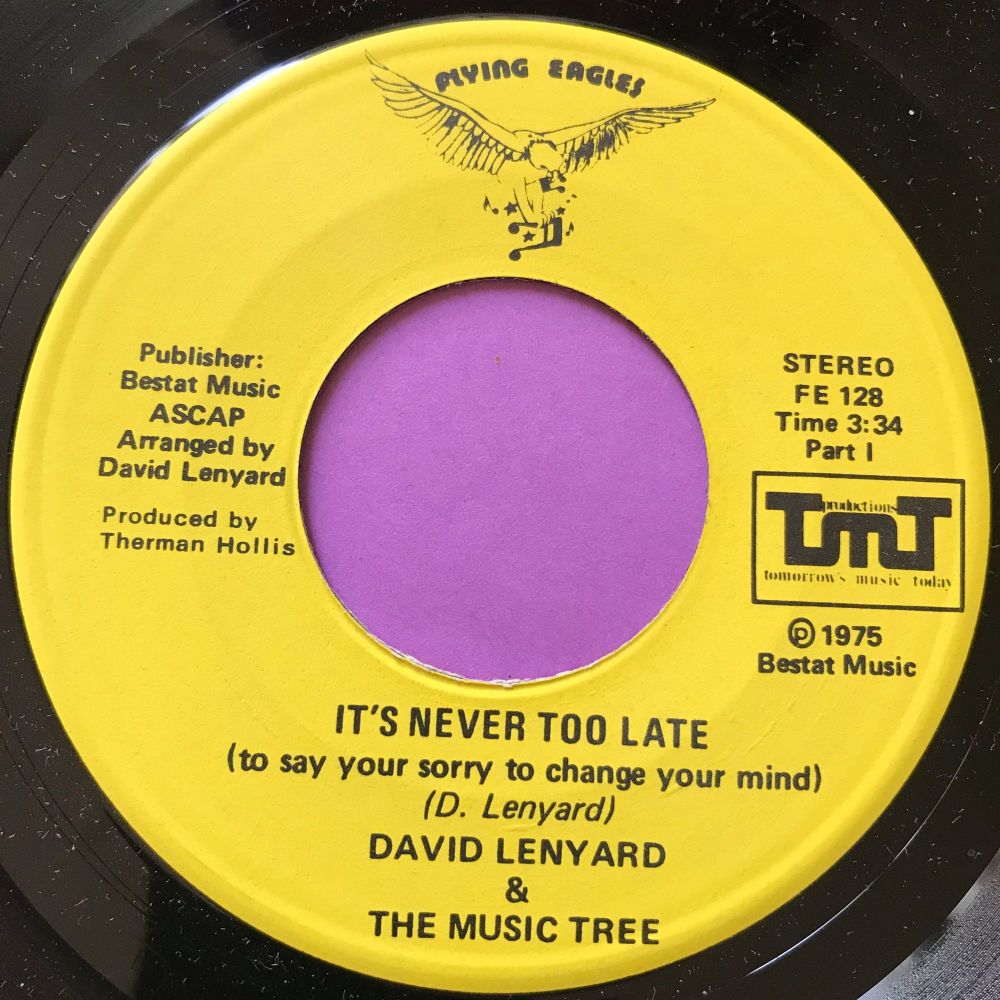 FLYING EAGLES
Publisher:
Bestat Music
ASCAP
Arranged by
David Lenyard
Produced by
Therman Hollis
STEREO
FE 128
Time 3:34
Part I
TMT
productions
tomorrow's music today
℗ 1975
Bestat Music
IT'S NEVER TOO LATE
(to say your sorry to change your mind)
(D. Lenyard)
DAVID LENYARD
&
THE MUSIC TREE